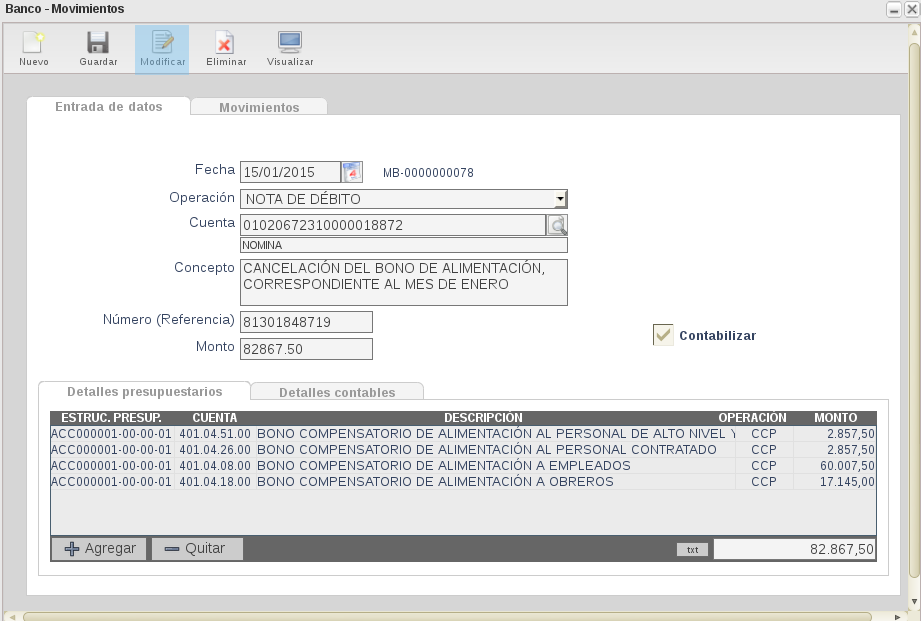 Banco - Movimientos
Nuevo Guardar Modificar Eliminar Visualizar
Entrada de datos Movimientos
Fecha 15/01/2015 MB-0000000078
Operación NOTA DE DÉBITO
Cuenta 01020672310000018872
NOMINA
Concepto CANCELACIÓN DEL BONO DE ALIMENTACIÓN,
CORRESPONDIENTE AL MES DE ENERO
Número (Referencia) 81301848719
Contabilizar
Monto 82867.50
Detalles presupuestarios Detalles contables
ESTRUC. PRESUP. CUENTA DESCRIPCIÓN OPERACIÓN MONTO
ACC000001-00-00-01 401.04.51.00 BONO COMPENSATORIO DE ALIMENTACIÓN AL PERSONAL DE ALTO NIVEL Y CCP 2.857,50
ACC000001-00-00-01 401.04.26.00 BONO COMPENSATORIO DE ALIMENTACIÓN AL PERSONAL CONTRATADO CCP 2.857,50
ACC000001-00-00-01 401.04.08.00 BONO COMPENSATORIO DE ALIMENTACIÓN A EMPLEADOS CCP 60.007,50
ACC000001-00-00-01 401.04.18.00 BONO COMPENSATORIO DE ALIMENTACIÓN A OBREROS CCP 17.145,00
Agregar Quitar txt 82.867,50